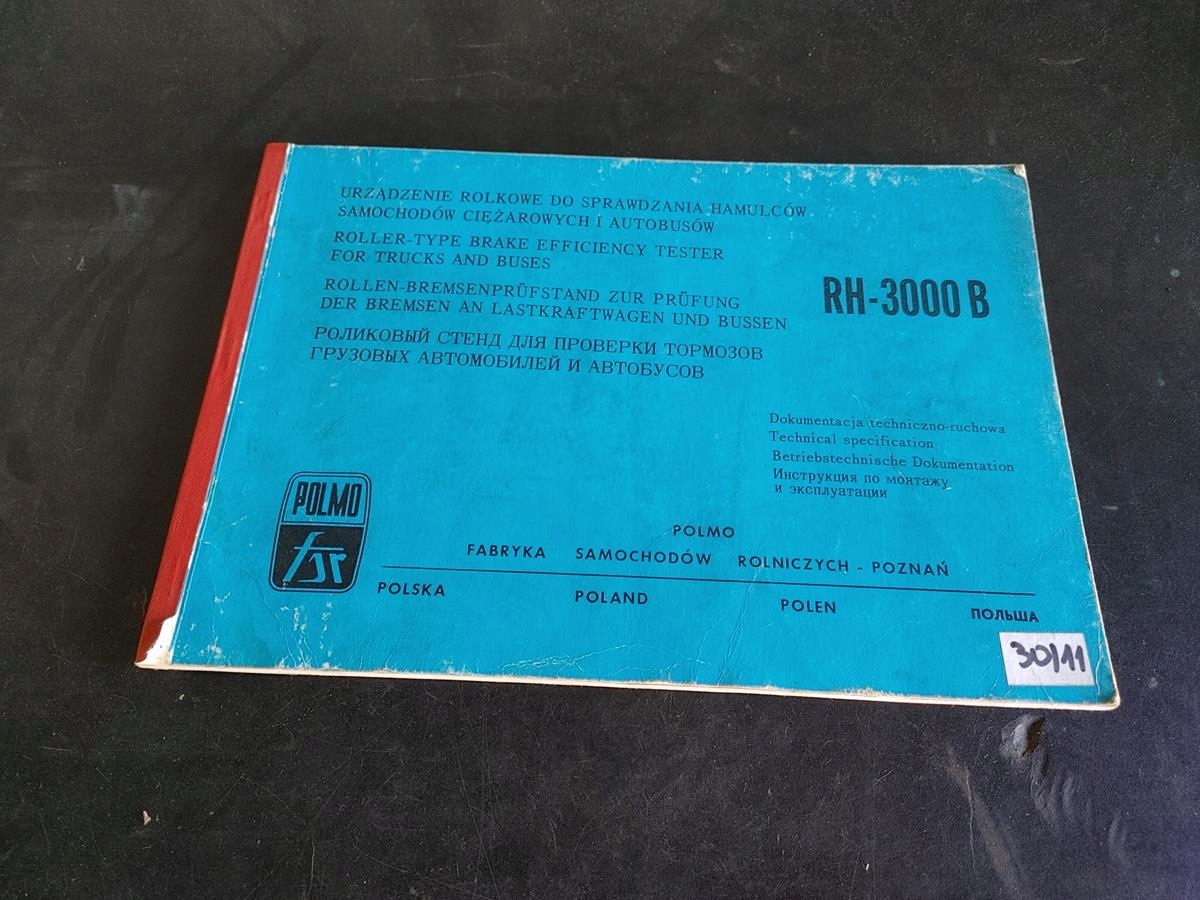 URZĄDZENIE ROLKOWE DO SPRAWDZANIA HAMULCÓW
SAMOCHODÓW CIĘŻAROWYCH I AUTOBUSÓW
ROLLER-TYPE BRAKE EFFICIENCY TESTER
FOR TRUCKS AND BUSES
ROLLEN-BREMSENPRÜFSTAND ZUR PRÜFUNG
DER BREMSEN AN LASTKRAFTWAGEN UND BUSSEN
РОЛИКОВЫЙ СТЕНД ДЛЯ ПРОВЕРКИ ТОРМОЗОВ
ГРУЗОВЫХ АВТОМОБИЛЕЙ И АВТОБУСОВ
RH-3000 B
Dokumentacja techniczno-ruchowa
Technical specification
Betriebstechnische Dokumentation
Инструкция по монтажу
и эксплуатации
POLMO
fsr
POLMO
FABRYKA SAMOCHODÓW ROLNICZYCH - POZNAŃ
POLSKA POLAND POLEN ПОЛЬША
30/11